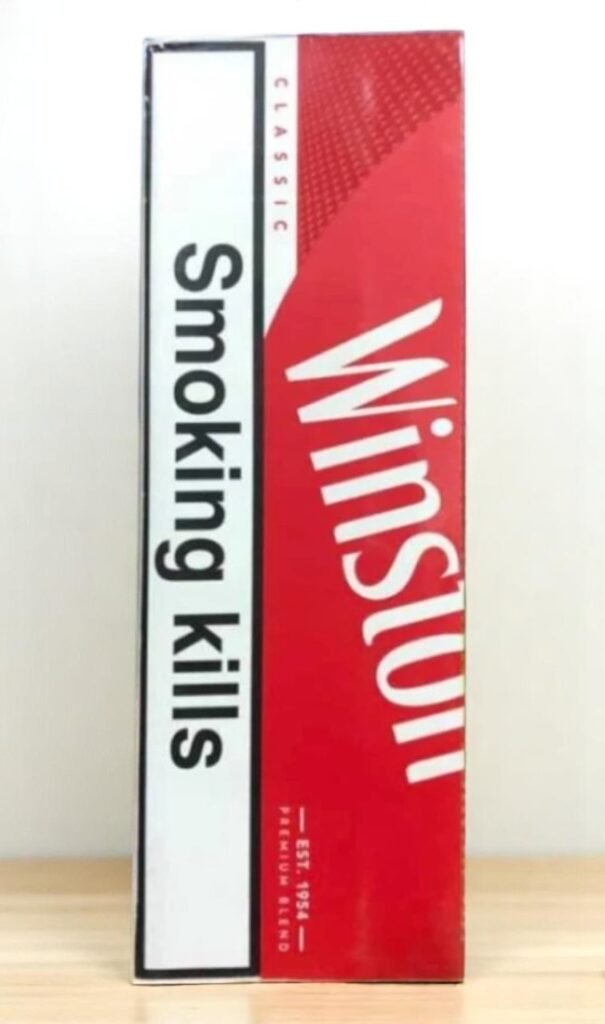 Smoking kills
CLASSIC
Winston
— EST. 1954 —
PREMIUM BLEND